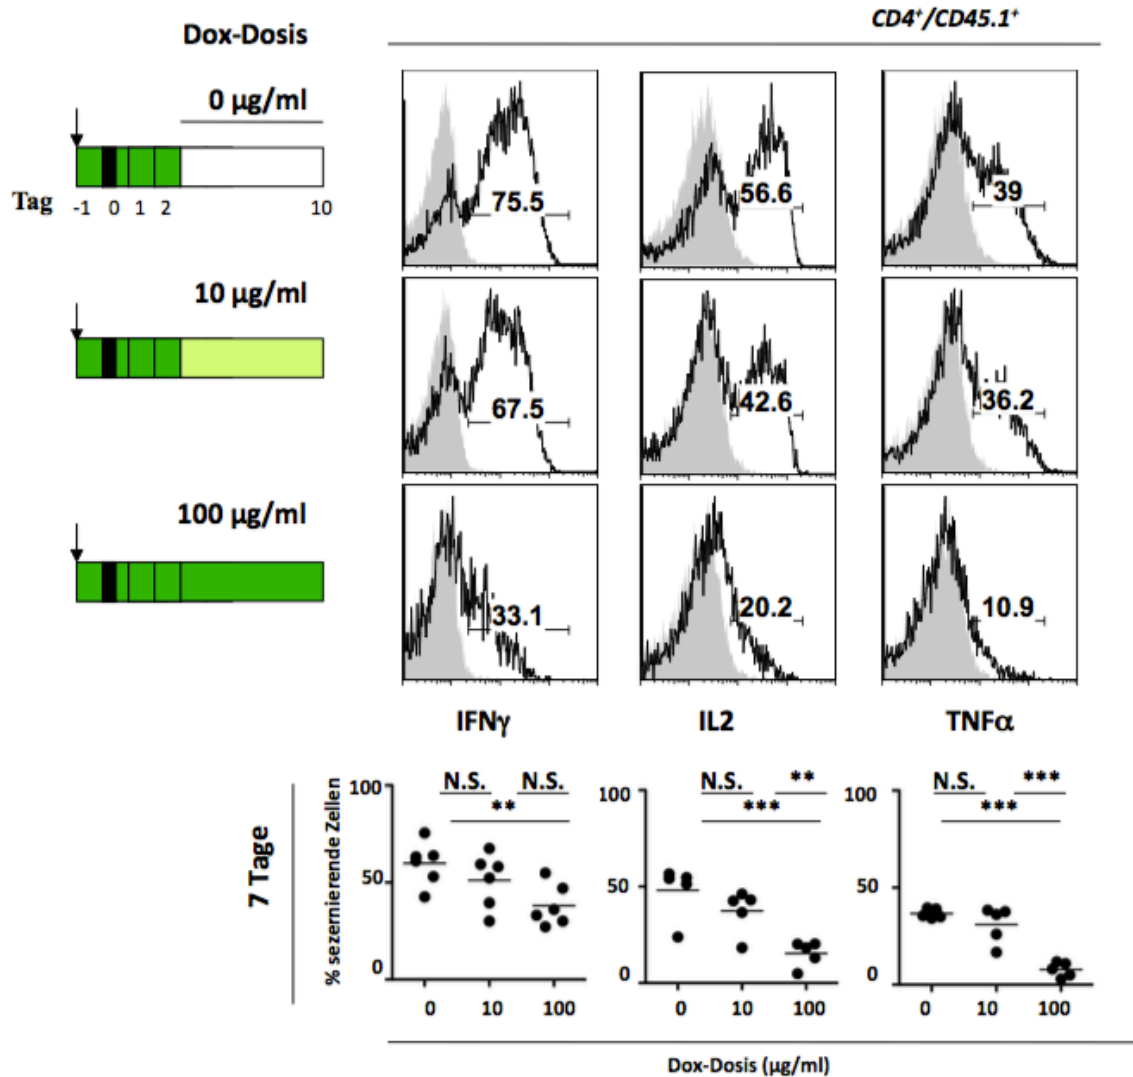 CD4⁺/CD45.1⁺
Dox-Dosis
0 µg/ml
Tag -1 0 1 2 10
75.5 56.6 39
10 µg/ml
67.5 42.6 36.2
100 µg/ml
33.1 20.2 10.9
IFNγ IL2 TNFα
7 Tage
% sezernierende Zellen
100 N.S. N.S. 100 N.S. ** 100 N.S. ***
** *** ***
50 50 50
0 0 0
0 10 100 0 10 100 0 10 100
Dox-Dosis (µg/ml)